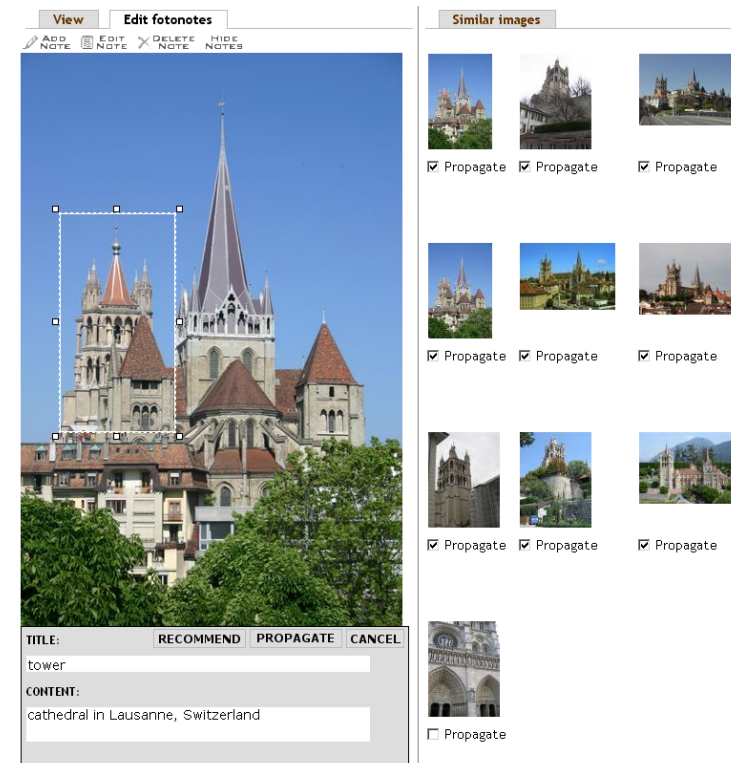 View Edit fotonotes
ADD NOTE EDIT NOTE DELETE NOTE HIDE NOTES
TITLE: RECOMMEND PROPAGATE CANCEL
tower
CONTENT:
cathedral in Lausanne, Switzerland
Similar images
Propagate Propagate Propagate
Propagate Propagate Propagate
Propagate Propagate Propagate
Propagate